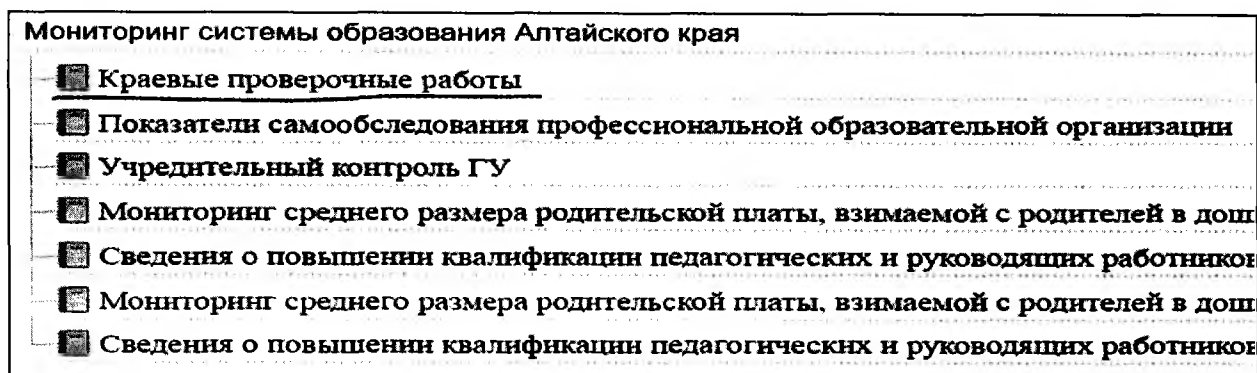 Мониторинг системы образования Алтайского края
Краевые проверочные работы
Показатели самообследования профессиональной образовательной организации
Учредительный контроль ГУ
Мониторинг среднего размера родительской платы, взимаемой с родителей в дош
Сведения о повышении квалификации педагогических и руководящих работников
Мониторинг среднего размера родительской платы, взимаемой с родителей в дош
Сведения о повышении квалификации педагогических и руководящих работников